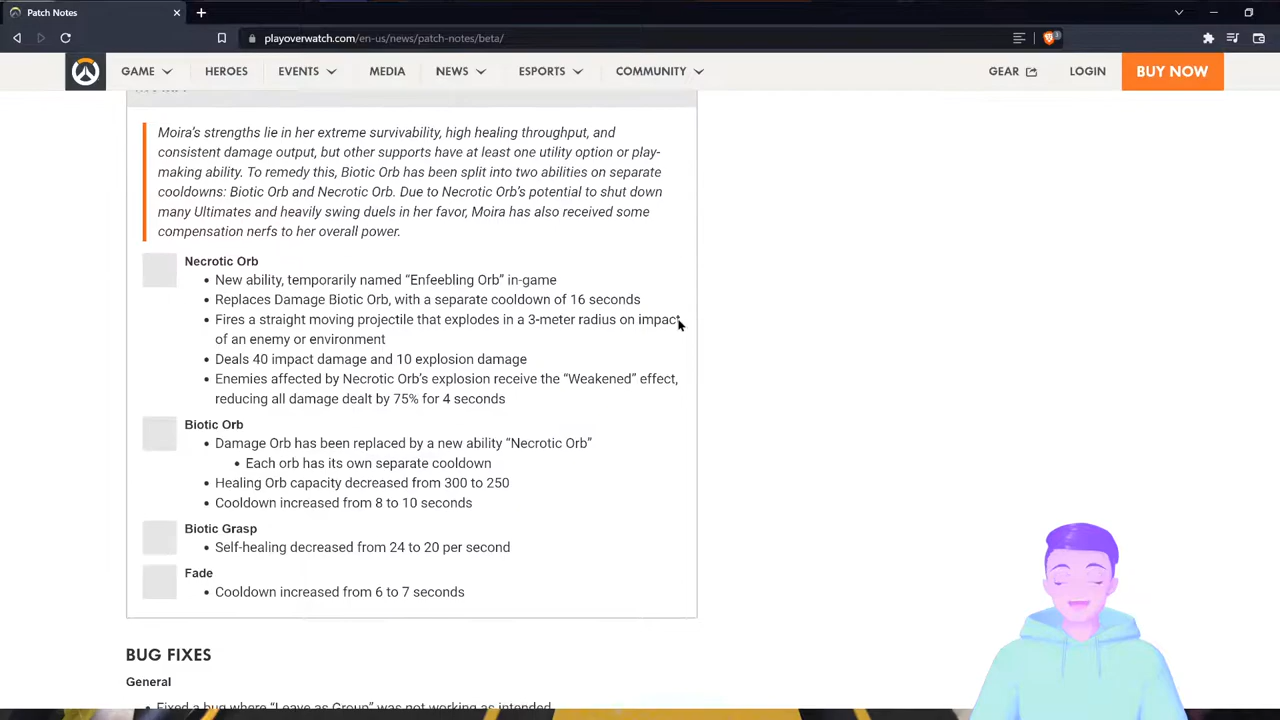 Patch Notes
playoverwatch.com/en-us/news/patch-notes/beta/
GAME HEROES EVENTS MEDIA NEWS ESPORTS COMMUNITY GEAR LOGIN BUY NOW
Moira's strengths lie in her extreme survivability, high healing throughput, and
consistent damage output, but other supports have at least one utility option or play-
making ability. To remedy this, Biotic Orb has been split into two abilities on separate
cooldowns: Biotic Orb and Necrotic Orb. Due to Necrotic Orb's potential to shut down
many Ultimates and heavily swing duels in her favor, Moira has also received some
compensation nerfs to her overall power.
Necrotic Orb
• New ability, temporarily named “Enfeebling Orb” in-game
• Replaces Damage Biotic Orb, with a separate cooldown of 16 seconds
• Fires a straight moving projectile that explodes in a 3-meter radius on impact
of an enemy or environment
• Deals 40 impact damage and 10 explosion damage
• Enemies affected by Necrotic Orb's explosion receive the “Weakened” effect,
reducing all damage dealt by 75% for 4 seconds
Biotic Orb
• Damage Orb has been replaced by a new ability “Necrotic Orb”
• Each orb has its own separate cooldown
• Healing Orb capacity decreased from 300 to 250
• Cooldown increased from 8 to 10 seconds
Biotic Grasp
• Self-healing decreased from 24 to 20 per second
Fade
• Cooldown increased from 6 to 7 seconds
BUG FIXES
General
• Fixed a bug where “Leave as Group” was not working as intended